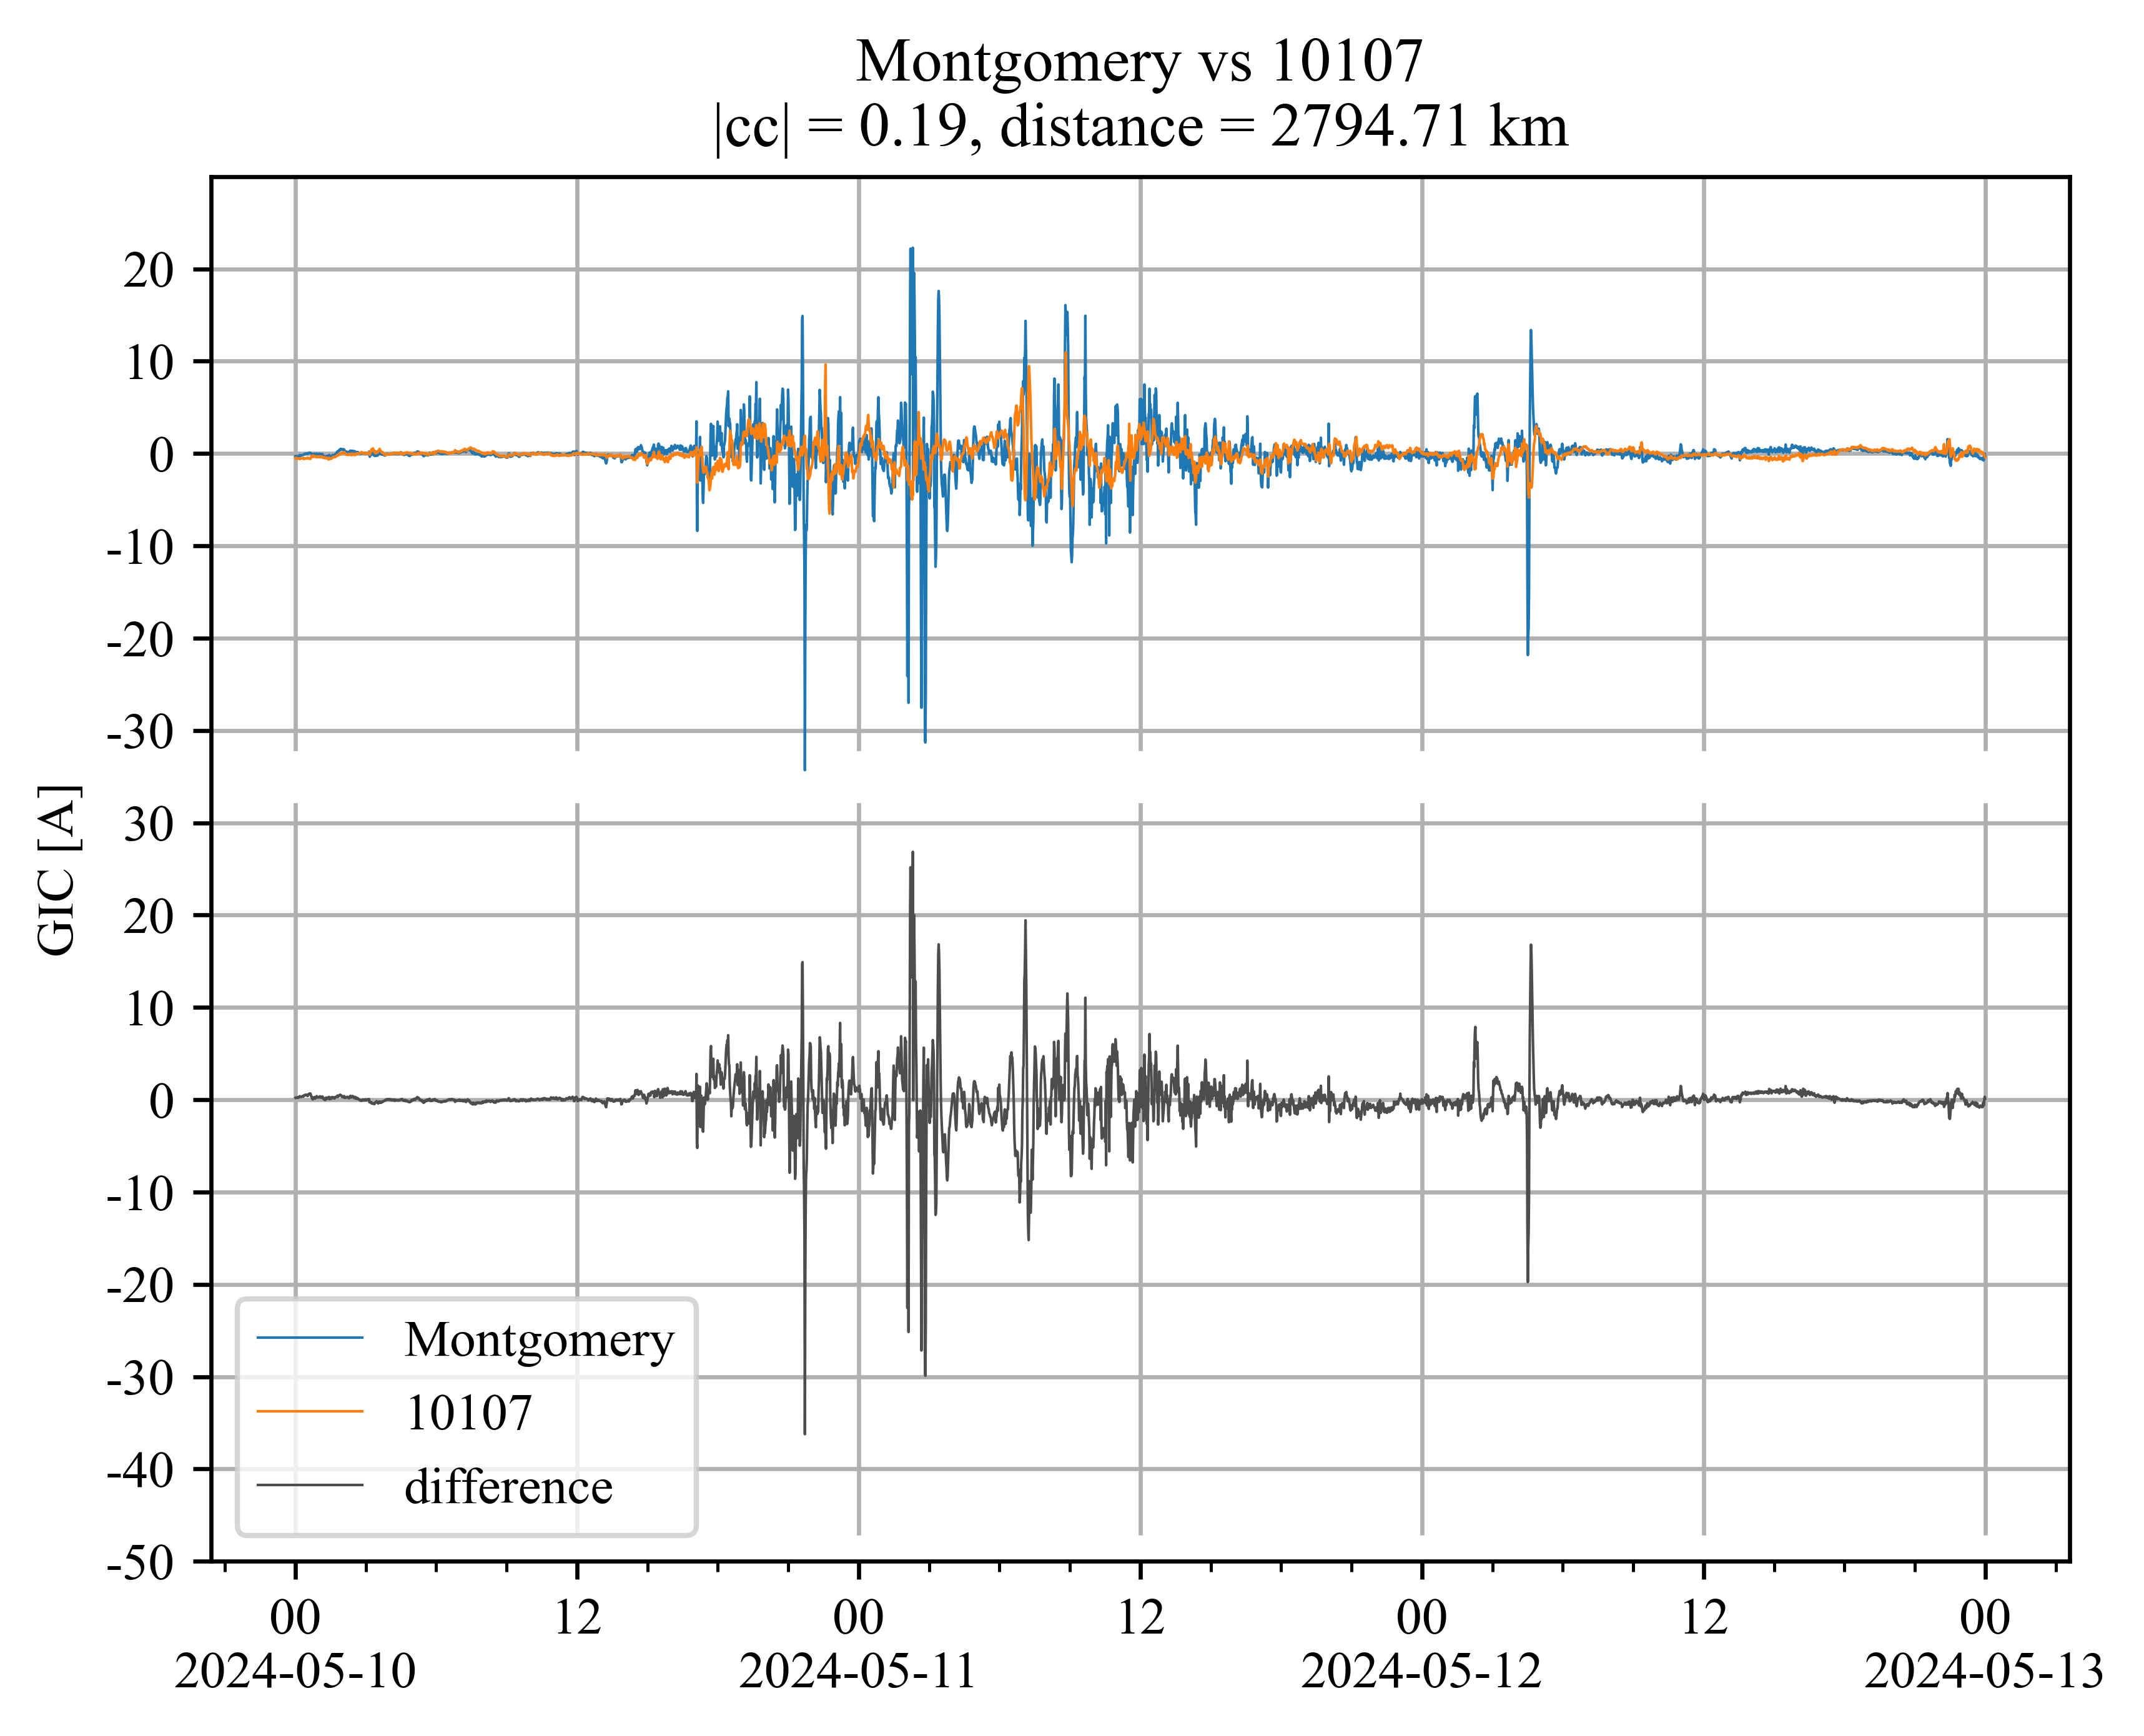 Montgomery vs 10107
|cc| = 0.19, distance = 2794.71 km
GIC [A]
20
10
0
-10
-20
-30
30
20
10
0
-10
-20
-30
-40
-50
Montgomery
10107
difference
00 12 00 12 00 12 00
2024-05-10 2024-05-11 2024-05-12 2024-05-13